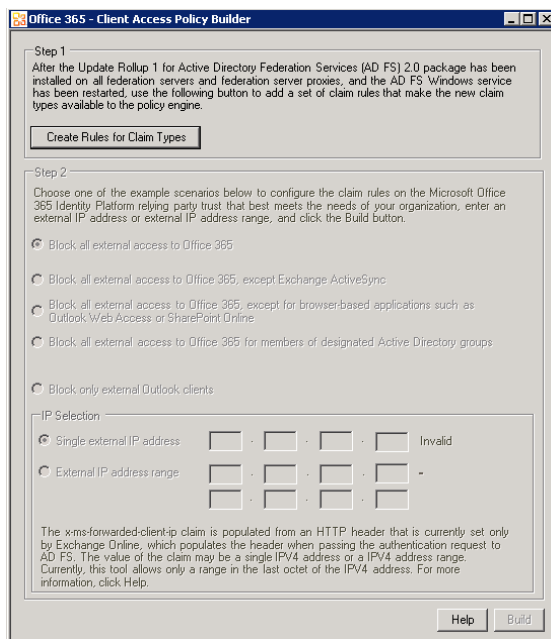 Office 365 - Client Access Policy Builder
Step 1
After the Update Rollup 1 for Active Directory Federation Services (AD FS) 2.0 package has been
installed on all federation servers and federation server proxies, and the AD FS Windows service
has been restarted, use the following button to add a set of claim rules that make the new claim
types available to the policy engine.
Create Rules for Claim Types
Step 2
Choose one of the example scenarios below to configure the claim rules on the Microsoft Office
365 Identity Platform relying party trust that best meets the needs of your organization, enter an
external IP address or external IP address range, and click the Build button.
Block all external access to Office 365
Block all external access to Office 365, except Exchange ActiveSync
Block all external access to Office 365, except for browser-based applications such as
Outlook Web Access or SharePoint Online
Block all external access to Office 365 for members of designated Active Directory groups
Block only external Outlook clients
IP Selection
Single external IP address . . . Invalid
External IP address range . . . -
. . .
The x-ms-forwarded-client-ip claim is populated from an HTTP header that is currently set only
by Exchange Online, which populates the header when passing the authentication request to
AD FS. The value of the claim may be a single IPV4 address or a IPV4 address range.
Currently, this tool allows only a range in the last octet of the IPV4 address. For more
information, click Help.
Help Build